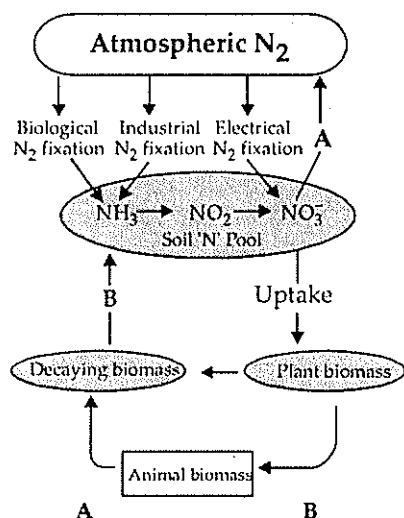 Atmospheric N₂
Biological Industrial Electrical
N₂ fixation N₂ fixation N₂ fixation
A
NH₃ NO₂ NO₃⁻
Soil 'N' Pool
B
Uptake
Decaying biomass Plant biomass
Animal biomass
A B